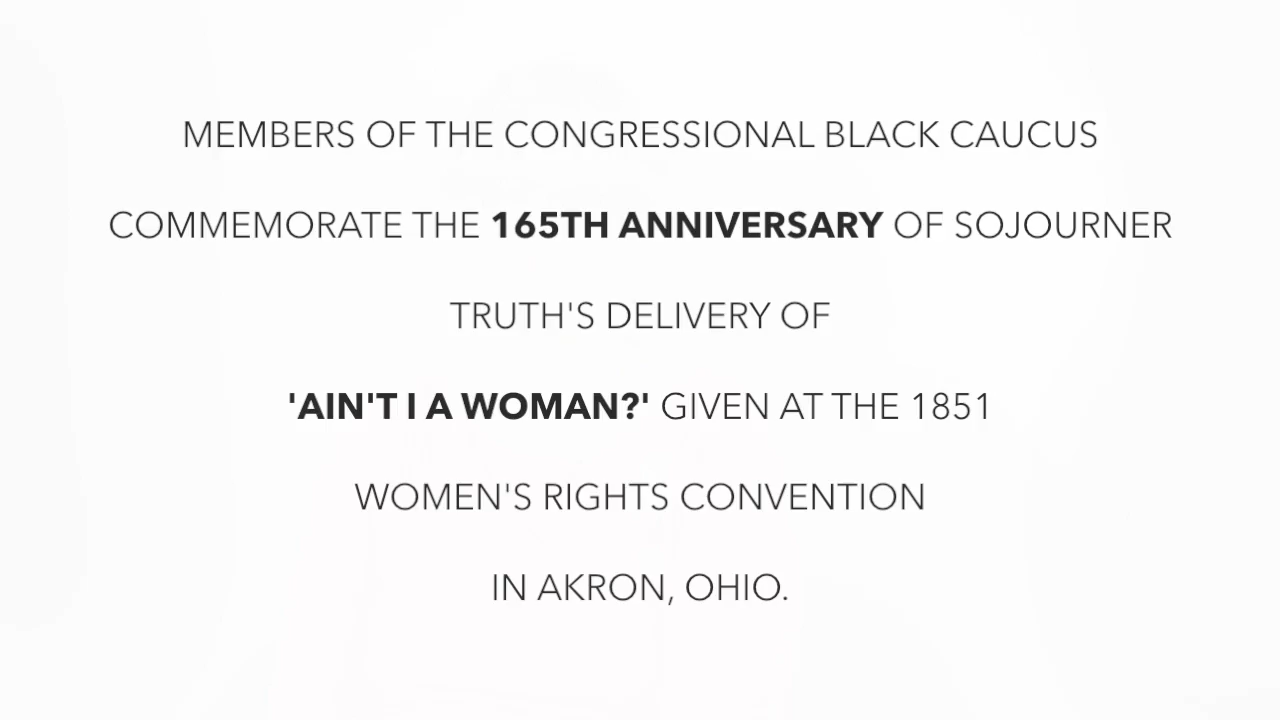 MEMBERS OF THE CONGRESSIONAL BLACK CAUCUS
COMMEMORATE THE 165TH ANNIVERSARY OF SOJOURNER
TRUTH'S DELIVERY OF
'AIN'T I A WOMAN?' GIVEN AT THE 1851
WOMEN'S RIGHTS CONVENTION
IN AKRON, OHIO.